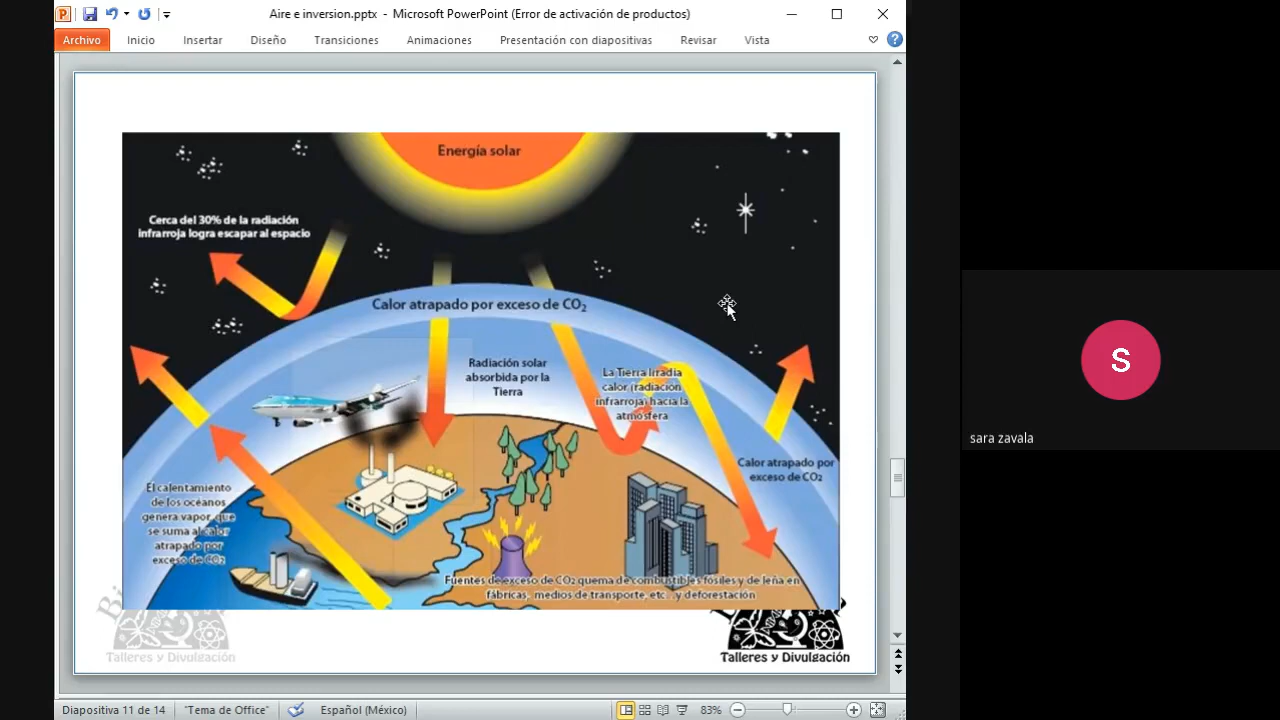 Aire e inversion.pptx - Microsoft PowerPoint (Error de activación de productos)
Archivo Inicio Insertar Diseño Transiciones Animaciones Presentación con diapositivas Revisar Vista
Energía solar
Cerca del 30% de la radiación
infrarroja logra escapar al espacio
Calor atrapado por exceso de CO₂
Radiación solar
absorbida por la
Tierra
La Tierra Irradia
calor (radiación
infrarroja) hacia la
atmósfera
Calor atrapado por
exceso de CO₂
El calentamiento
de los océanos
genera vapor, que
se suma al calor
atrapado por
exceso de CO₂
Fuentes de exceso de CO₂ quema de combustibles fósiles y de leña en
fábricas, medios de transporte, etc... y deforestación
Talleres y Divulgación
Talleres y Divulgación
S
sara zavala
Diapositiva 11 de 14 "Tema de Office" Español (México) 83%